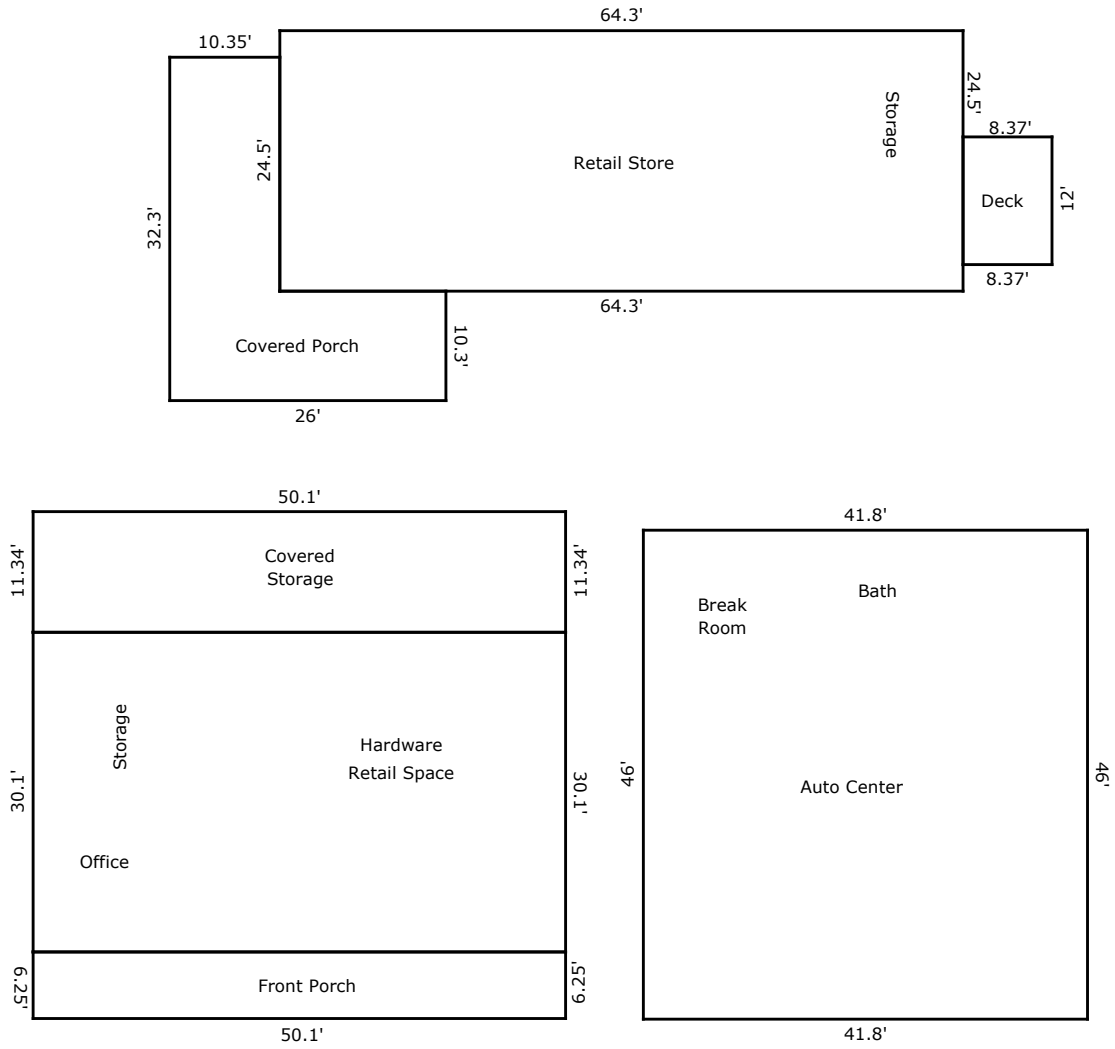 64.3'
10.35'
24.5'
Storage
8.37'
24.5'
Retail Store
12'
Deck
32.3'
8.37'
64.3'
10.3'
Covered Porch
26'
50.1'
41.8'
11.34'
Covered
Storage
11.34'
Bath
Break
Room
Storage
Hardware
Retail Space
30.1'
30.1'
46'
Auto Center
46'
Office
6.25'
Front Porch
6.25'
50.1'
41.8'